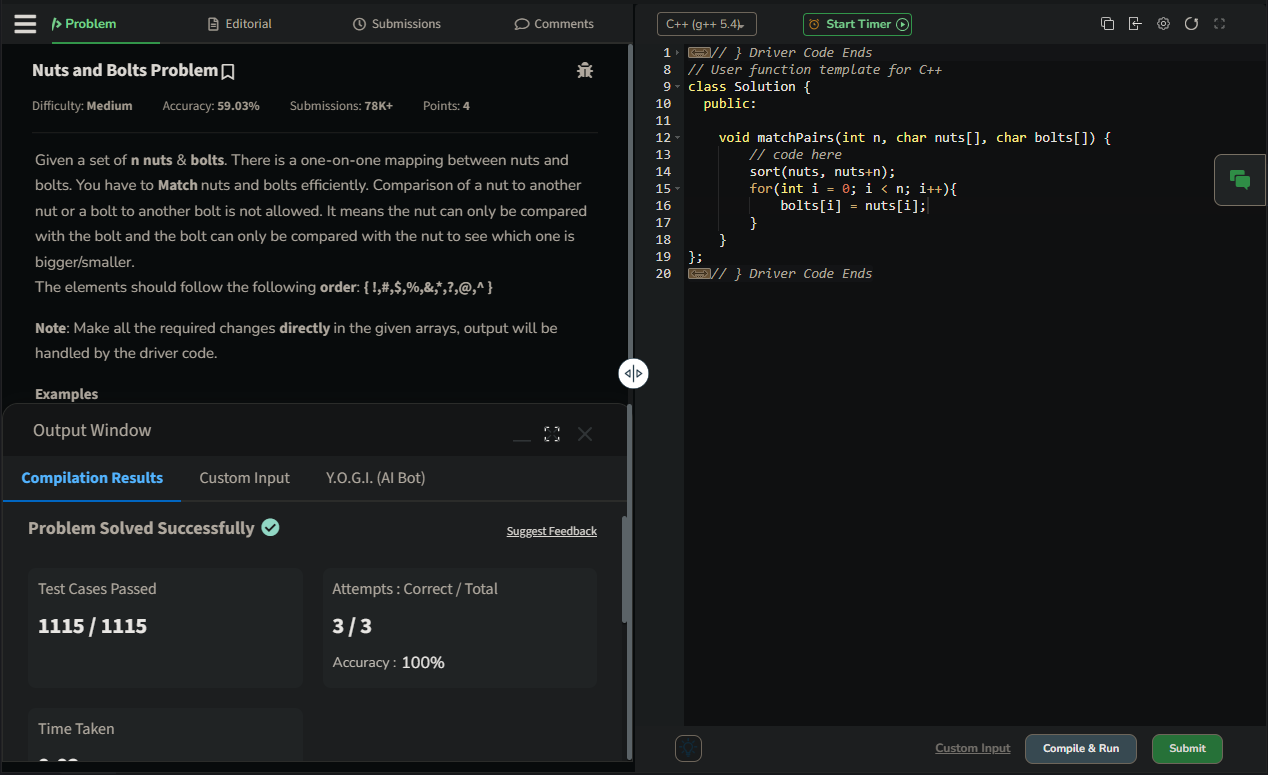 Problem
Editorial
Submissions
Comments
Nuts and Bolts Problem
Difficulty: Medium Accuracy: 59.03% Submissions: 78K+ Points: 4
Given a set of n nuts & bolts. There is a one-on-one mapping between nuts and
bolts. You have to Match nuts and bolts efficiently. Comparison of a nut to another
nut or a bolt to another bolt is not allowed. It means the nut can only be compared
with the bolt and the bolt can only be compared with the nut to see which one is
bigger/smaller.
The elements should follow the following order: { !,#,$,%,&,*,?,@,^ }
Note: Make all the required changes directly in the given arrays, output will be
handled by the driver code.
Examples
Output Window
Compilation Results Custom Input Y.O.G.I. (AI Bot)
Problem Solved Successfully
Suggest Feedback
Test Cases Passed
1115 / 1115
Attempts : Correct / Total
3 / 3
Accuracy : 100%
Time Taken
C++ (g++ 5.4)
Start Timer
1 // } Driver Code Ends
8 // User function template for C++
9 class Solution {
10 public:
11
12 void matchPairs(int n, char nuts[], char bolts[]) {
13 // code here
14 sort(nuts, nuts+n);
15 for(int i = 0; i < n; i++){
16 bolts[i] = nuts[i];
17 }
18 }
19 };
20 // } Driver Code Ends
Custom Input
Compile & Run
Submit